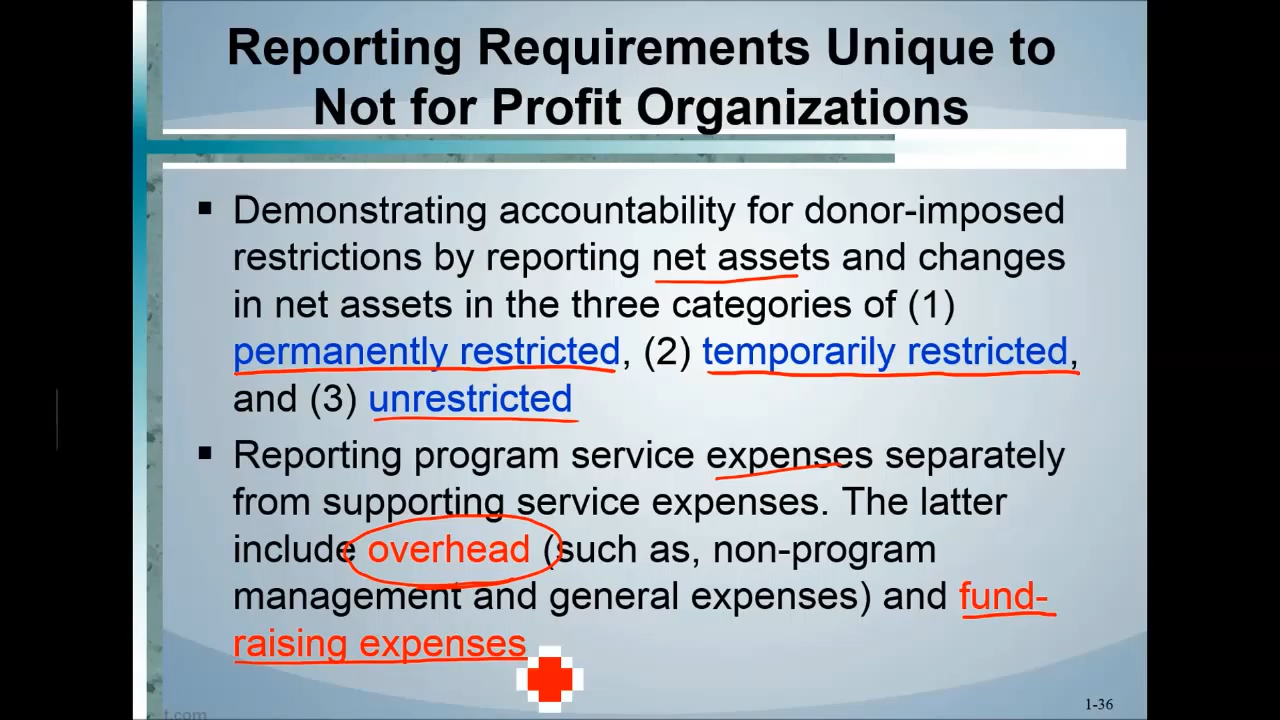 Reporting Requirements Unique to
Not for Profit Organizations
▪ Demonstrating accountability for donor-imposed
restrictions by reporting net assets and changes
in net assets in the three categories of (1)
permanently restricted, (2) temporarily restricted,
and (3) unrestricted
▪ Reporting program service expenses separately
from supporting service expenses. The latter
include overhead (such as, non-program
management and general expenses) and fund-
raising expenses
1-36
t.com